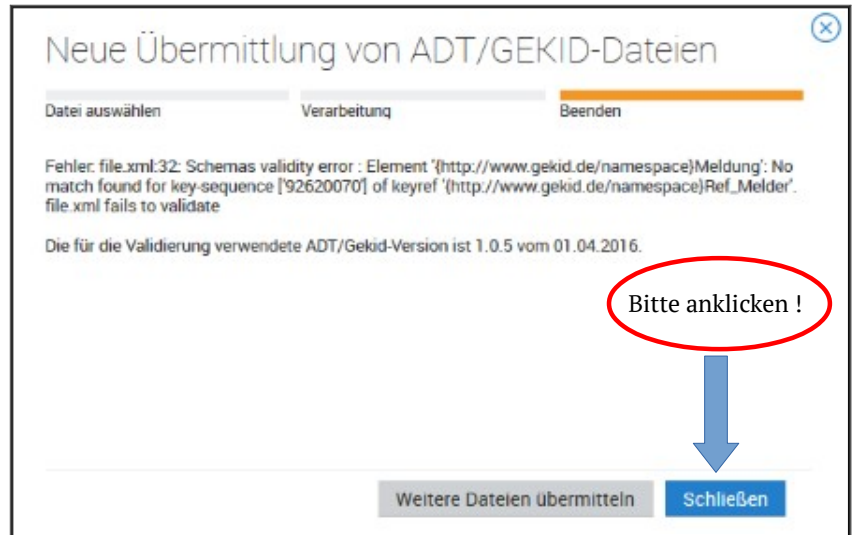 Neue Übermittlung von ADT/GEKID-Dateien
Datei auswählen
Verarbeitung
Beenden
Fehler: file.xml:32: Schemas validity error : Element '{http://www.gekid.de/namespace}Meldung': No
match found for key-sequence ['92620070'] of keyref '{http://www.gekid.de/namespace}Ref_Melder'.
file.xml fails to validate
Die für die Validierung verwendete ADT/Gekid-Version ist 1.0.5 vom 01.04.2016.
Bitte anklicken !
Weitere Dateien übermitteln
Schließen